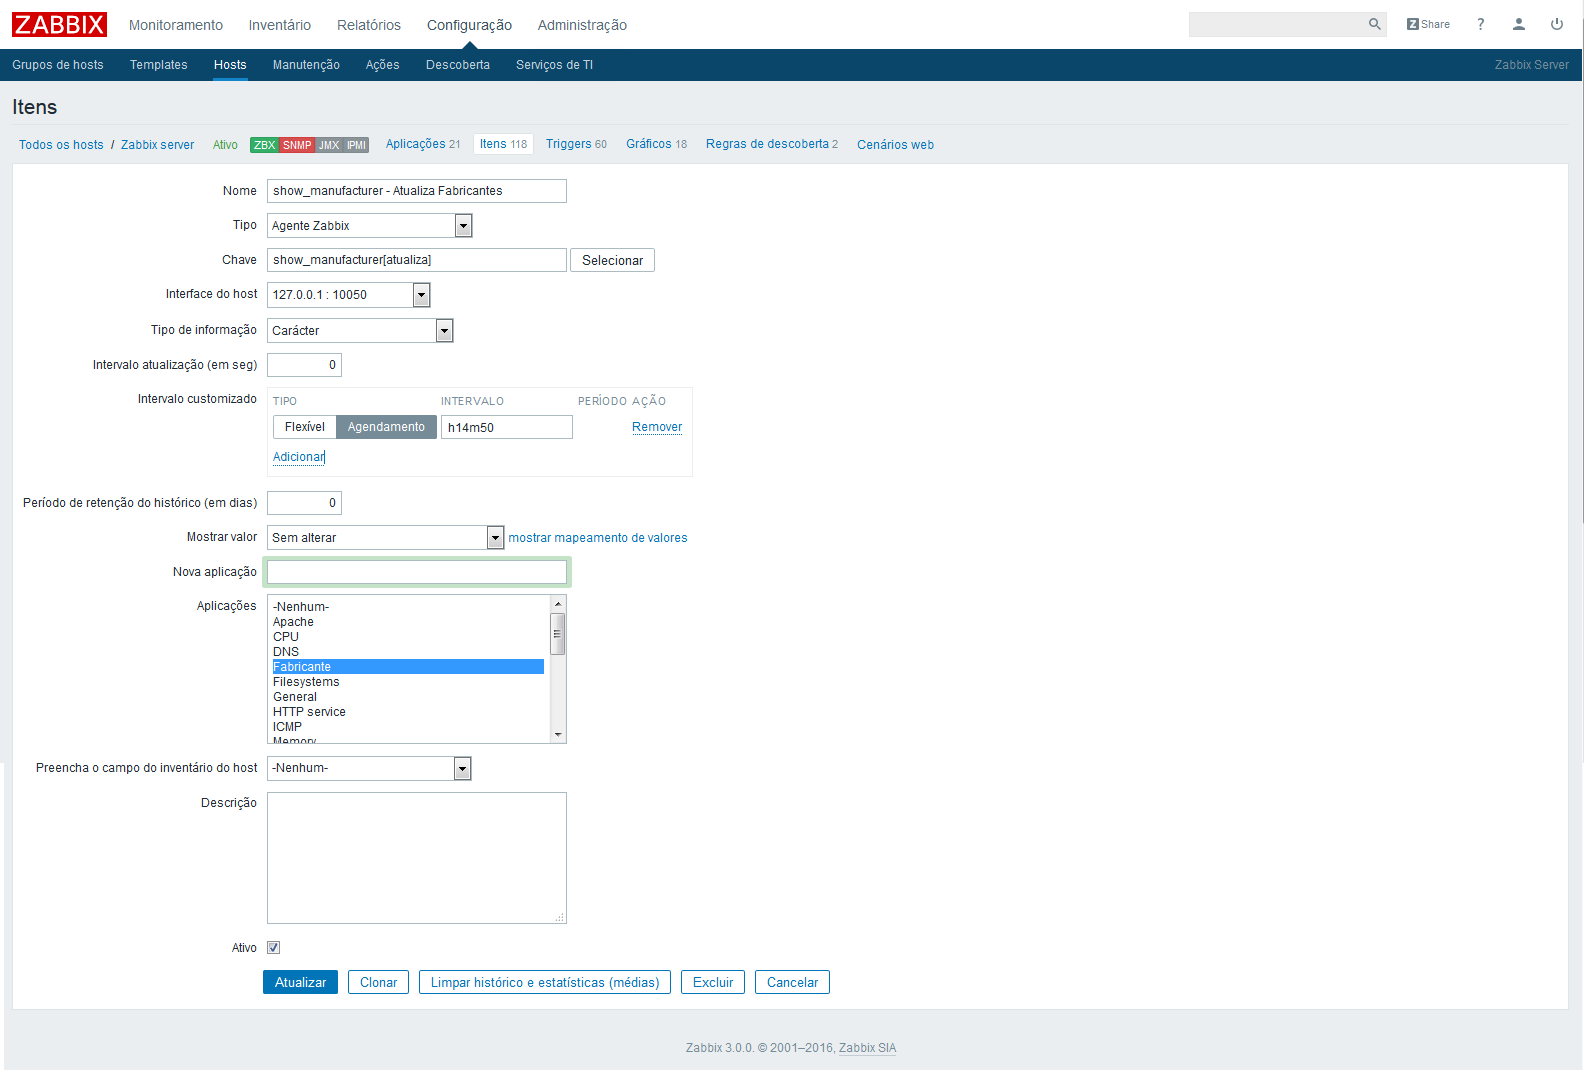 ZABBIX Monitoramento Inventário Relatórios Configuração Administração Z Share ?
Grupos de hosts Templates Hosts Manutenção Ações Descoberta Serviços de TI Zabbix Server
Itens
Todos os hosts / Zabbix server Ativo ZBX SNMP JMX IPMI Aplicações 21 Itens 118 Triggers 60 Gráficos 18 Regras de descoberta 2 Cenários web
Nome show_manufacturer - Atualiza Fabricantes
Tipo Agente Zabbix
Chave show_manufacturer[atualiza] Selecionar
Interface do host 127.0.0.1 : 10050
Tipo de informação Carácter
Intervalo atualização (em seg) 0
Intervalo customizado TIPO INTERVALO PERÍODO AÇÃO
Flexível Agendamento h14m50 Remover
Adicionar
Período de retenção do histórico (em dias) 0
Mostrar valor Sem alterar mostrar mapeamento de valores
Nova aplicação
Aplicações -Nenhum-
Apache
CPU
DNS
Fabricante
Filesystems
General
HTTP service
ICMP
Memory
Preencha o campo do inventário do host -Nenhum-
Descrição
Ativo
Atualizar Clonar Limpar histórico e estatísticas (médias) Excluir Cancelar
Zabbix 3.0.0. © 2001–2016, Zabbix SIA